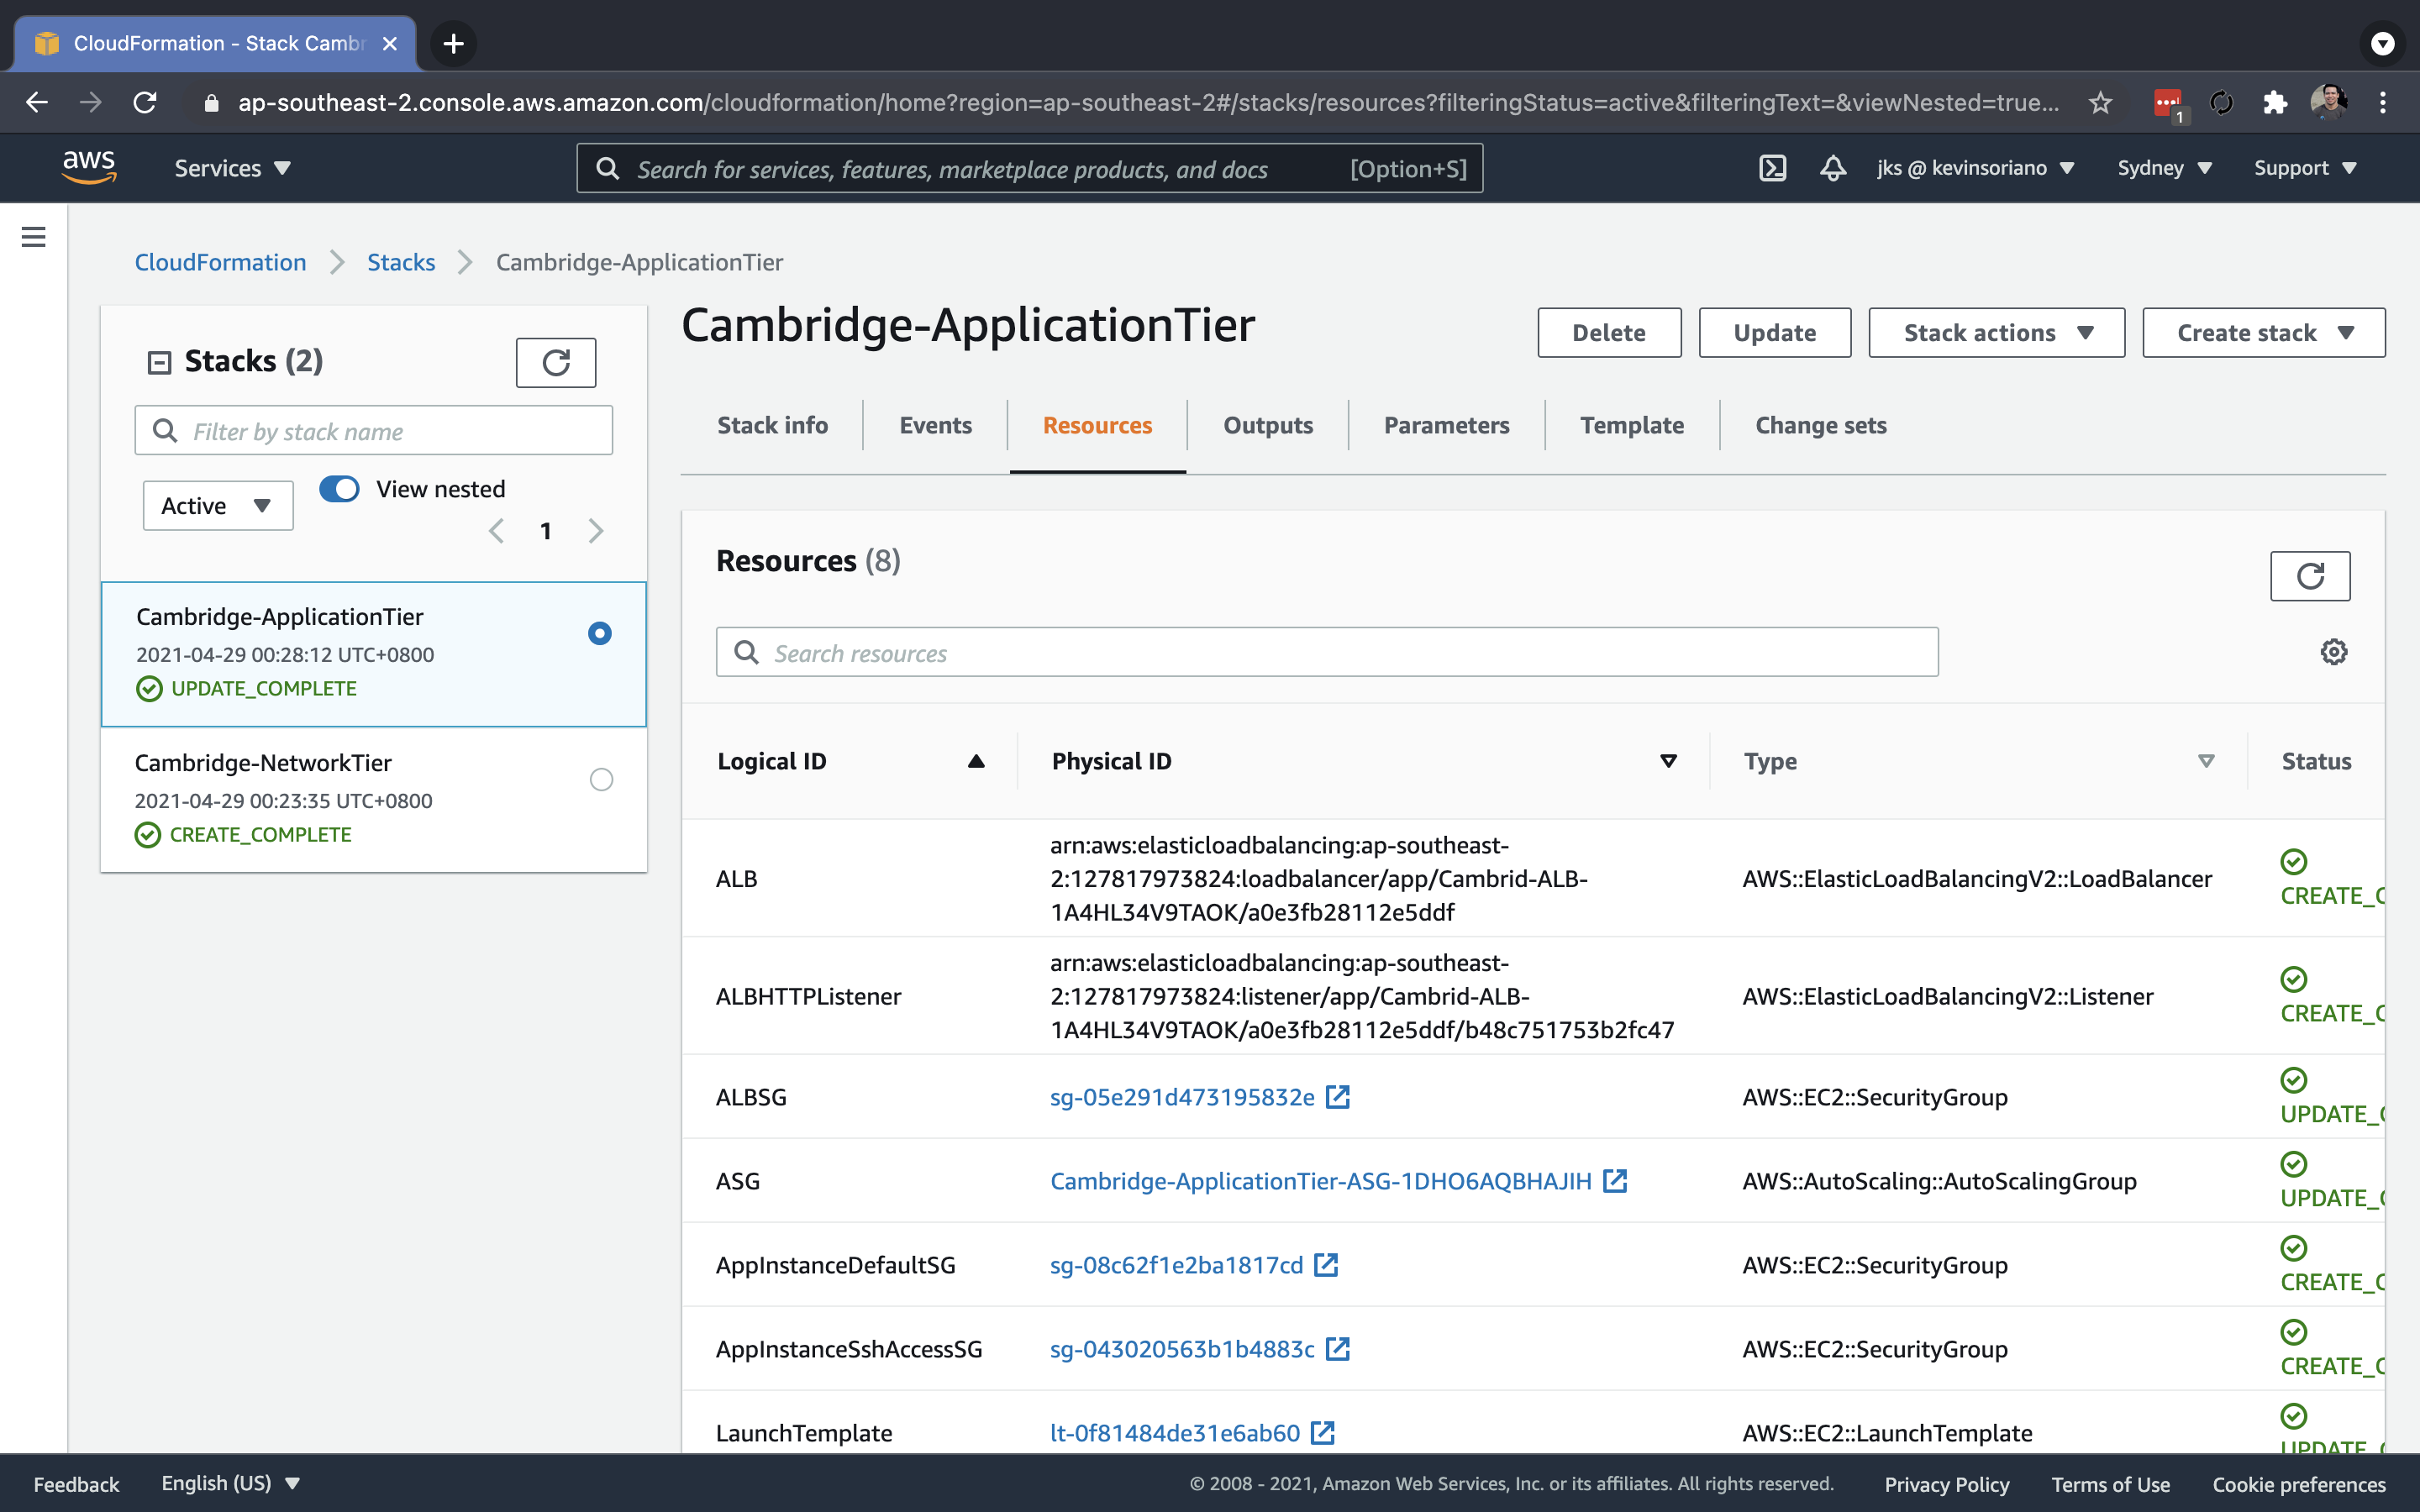 CloudFormation - Stack Cambr
ap-southeast-2.console.aws.amazon.com/cloudformation/home?region=ap-southeast-2#/stacks/resources?filteringStatus=active&filteringText=&viewNested=true...
1
aws
Services
Search for services, features, marketplace products, and docs
[Option+S]
jks @ kevinsoriano
Sydney
Support
CloudFormation
Stacks
Cambridge-ApplicationTier
Stacks (2)
Filter by stack name
Active
View nested
1
Cambridge-ApplicationTier
2021-04-29 00:28:12 UTC+0800
UPDATE_COMPLETE
Cambridge-NetworkTier
2021-04-29 00:23:35 UTC+0800
CREATE_COMPLETE
Cambridge-ApplicationTier
Delete
Update
Stack actions
Create stack
Stack info
Events
Resources
Outputs
Parameters
Template
Change sets
Resources (8)
Search resources
Logical ID
Physical ID
Type
Status
ALB
arn:aws:elasticloadbalancing:ap-southeast-
2:127817973824:loadbalancer/app/Cambrid-ALB-
1A4HL34V9TAOK/a0e3fb28112e5ddf
AWS::ElasticLoadBalancingV2::LoadBalancer
CREATE_C
ALBHTTPListener
arn:aws:elasticloadbalancing:ap-southeast-
2:127817973824:listener/app/Cambrid-ALB-
1A4HL34V9TAOK/a0e3fb28112e5ddf/b48c751753b2fc47
AWS::ElasticLoadBalancingV2::Listener
CREATE_C
ALBSG
sg-05e291d473195832e
AWS::EC2::SecurityGroup
UPDATE_C
ASG
Cambridge-ApplicationTier-ASG-1DHO6AQBHAJIH
AWS::AutoScaling::AutoScalingGroup
UPDATE_C
AppInstanceDefaultSG
sg-08c62f1e2ba1817cd
AWS::EC2::SecurityGroup
CREATE_C
AppInstanceSshAccessSG
sg-043020563b1b4883c
AWS::EC2::SecurityGroup
CREATE_C
LaunchTemplate
lt-0f81484de31e6ab60
AWS::EC2::LaunchTemplate
UPDATE_C
Feedback
English (US)
© 2008 - 2021, Amazon Web Services, Inc. or its affiliates. All rights reserved.
Privacy Policy
Terms of Use
Cookie preferences